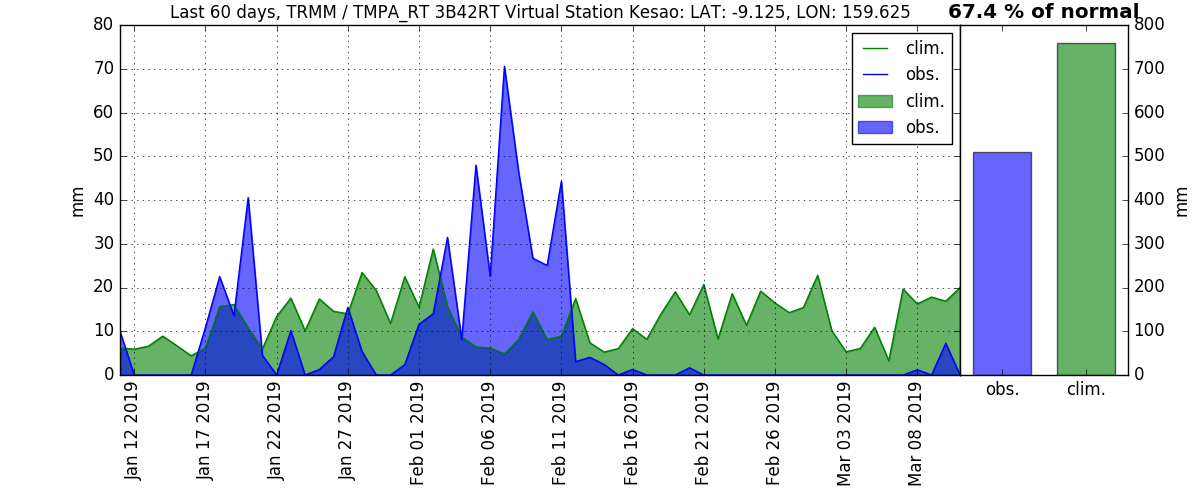 Last 60 days, TRMM / TMPA_RT 3B42RT Virtual Station Kesao: LAT: -9.125, LON: 159.625
67.4 % of normal
80
70
60
50
40
30
20
10
0
mm
clim.
obs.
clim.
obs.
Jan 12 2019
Jan 17 2019
Jan 22 2019
Jan 27 2019
Feb 01 2019
Feb 06 2019
Feb 11 2019
Feb 16 2019
Feb 21 2019
Feb 26 2019
Mar 03 2019
Mar 08 2019
800
700
600
500
400
300
200
100
0
mm
obs.
clim.